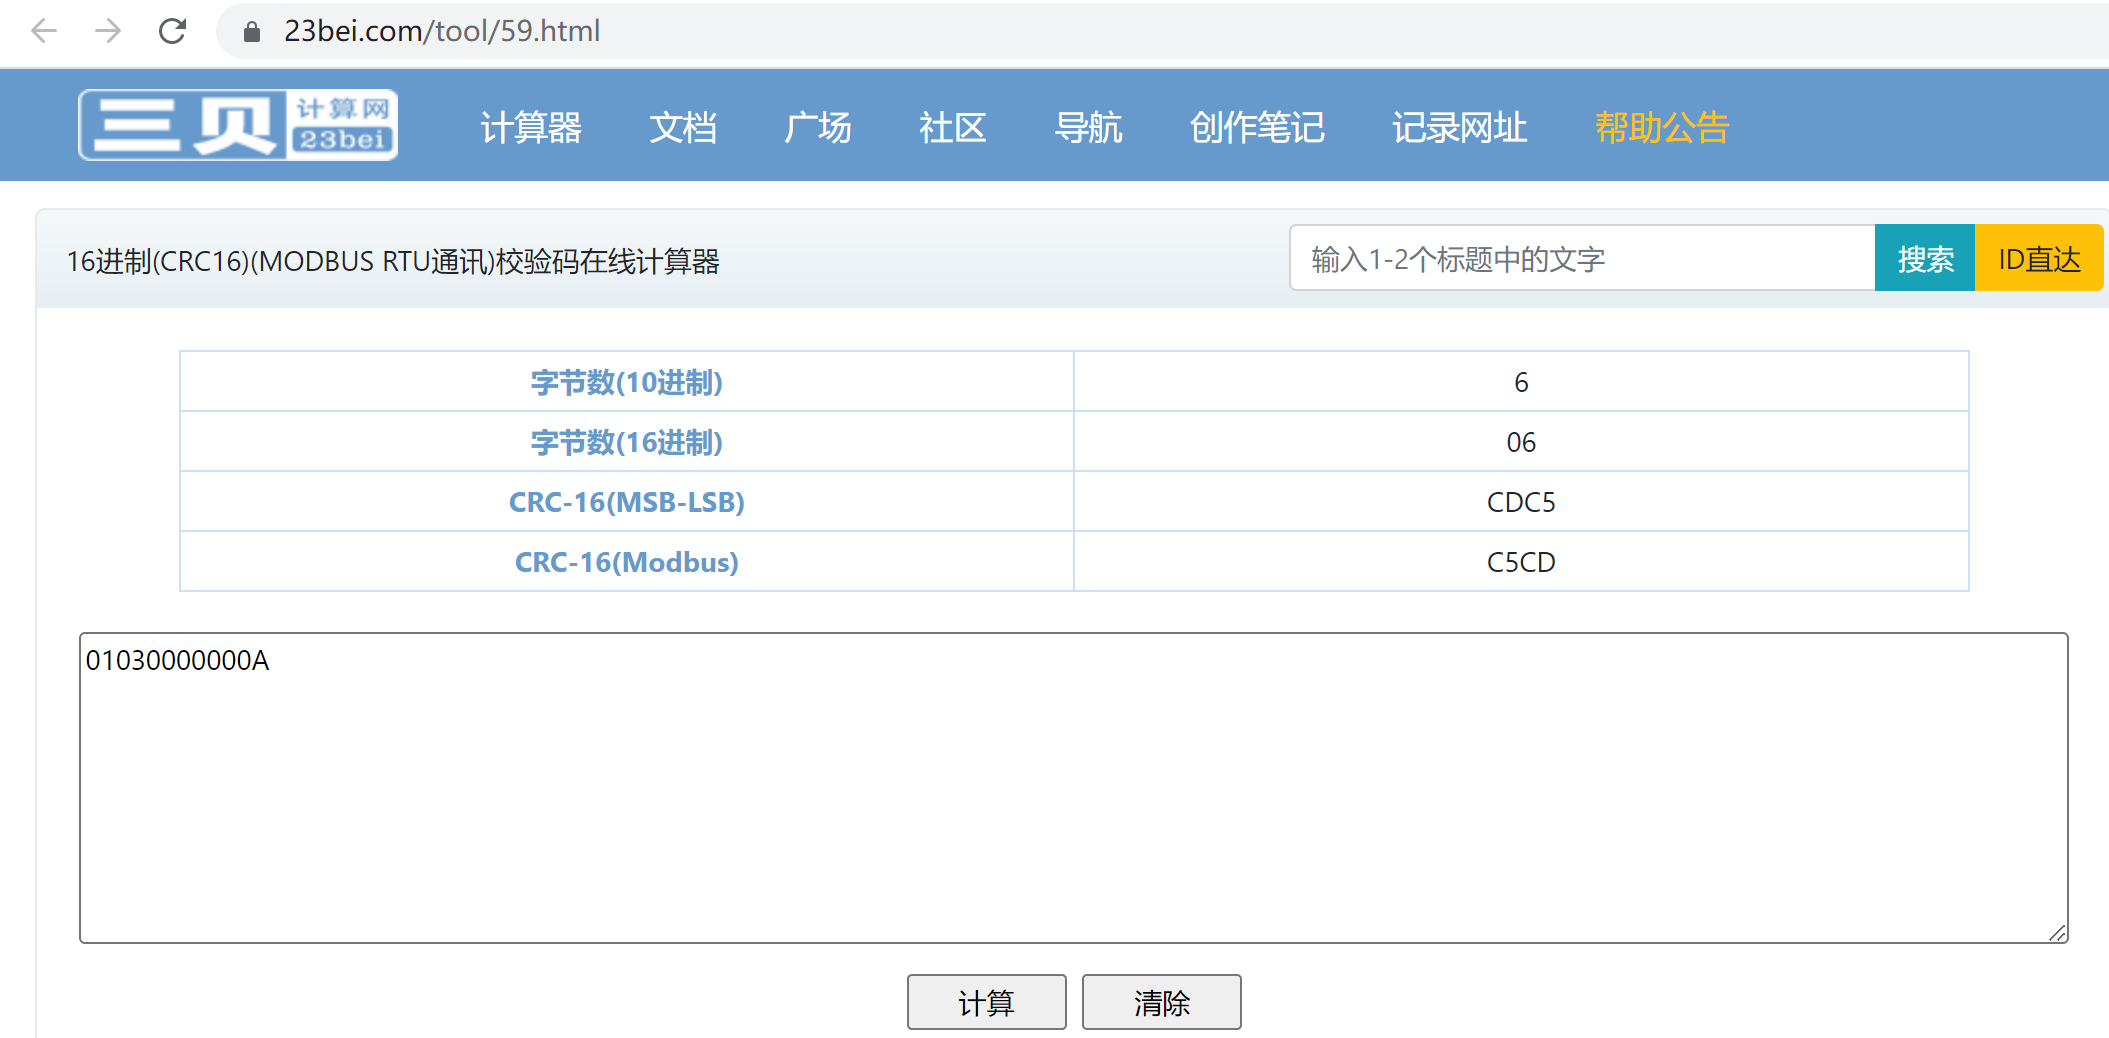 23bei.com/tool/59.html
三贝 计算网 23bei
计算器 文档 广场 社区 导航 创作笔记 记录网址 帮助公告
16进制(CRC16)(MODBUS RTU通讯)校验码在线计算器 输入1-2个标题中的文字 搜索 ID直达
字节数(10进制) 6
字节数(16进制) 06
CRC-16(MSB-LSB) CDC5
CRC-16(Modbus) C5CD
01030000000A
计算 清除